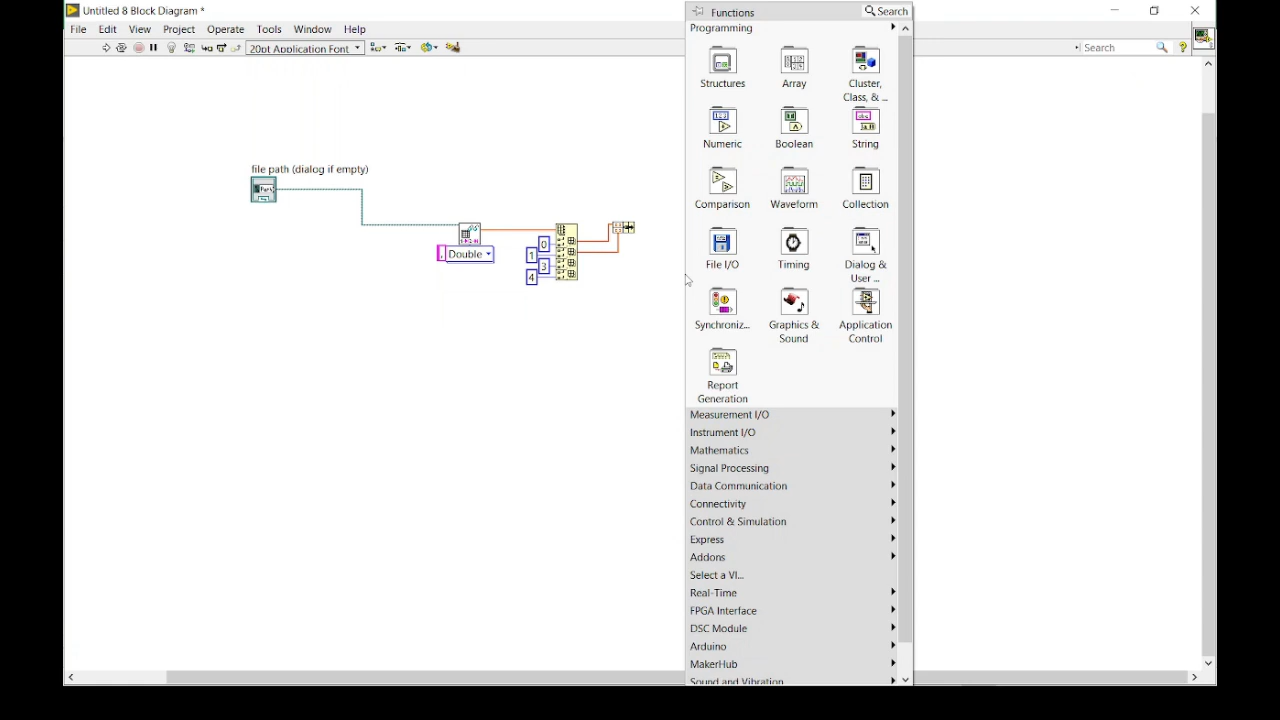 Untitled 8 Block Diagram *
File Edit View Project Operate Tools Window Help
20pt Application Font
Search
file path (dialog if empty)
Path
Double
0
1
3
4
Functions
Search
Programming
Structures
Array
Cluster,
Class, & ...
Numeric
Boolean
String
Comparison
Waveform
Collection
File I/O
Timing
Dialog &
User ...
Synchroniz...
Graphics &
Sound
Application
Control
Report
Generation
Measurement I/O
Instrument I/O
Mathematics
Signal Processing
Data Communication
Connectivity
Control & Simulation
Express
Addons
Select a VI...
Real-Time
FPGA Interface
DSC Module
Arduino
MakerHub
Sound and Vibration